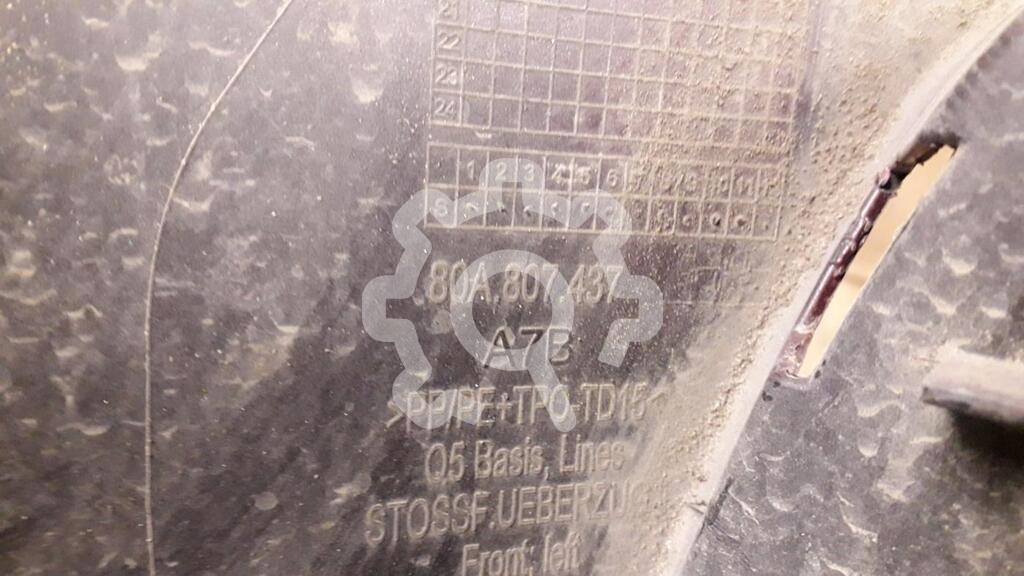 21
22
23
24
1 2 3 4 5 6 7 8 9 10 11 12
6
80A.807.437
A7B
>PP/PE+TPO-TD15<
Q5 Basis, Lines
STOSSF.UEBERZUG
Front, left